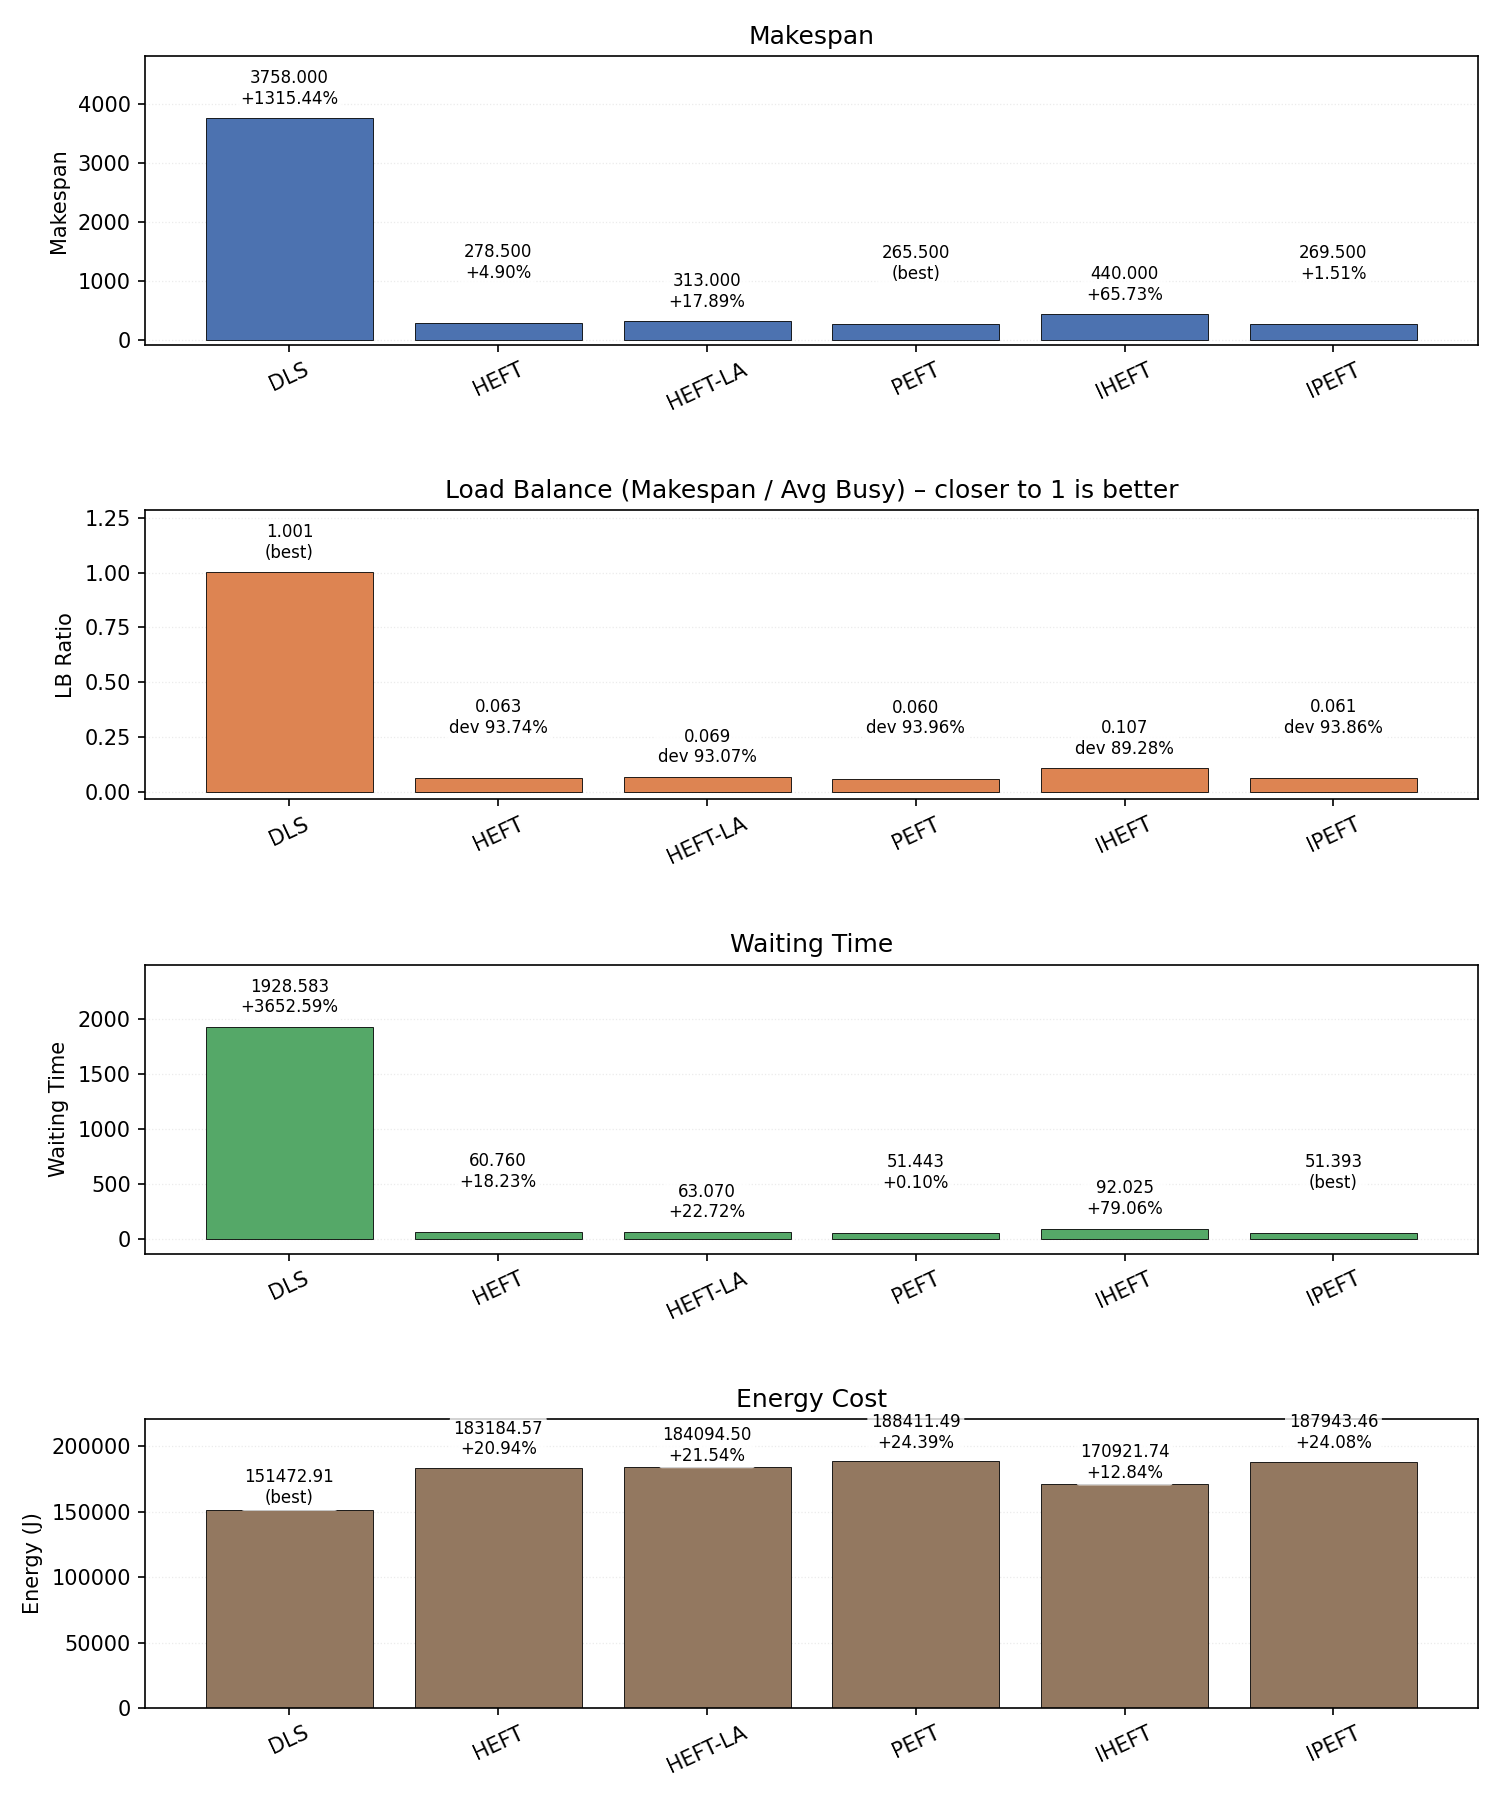 Makespan
Makespan
4000
3000
2000
1000
0
3758.000
+1315.44%
278.500
+4.90%
313.000
+17.89%
265.500
(best)
440.000
+65.73%
269.500
+1.51%
DLS
HEFT
HEFT-LA
PEFT
IHEFT
IPEFT
Load Balance (Makespan / Avg Busy) – closer to 1 is better
LB Ratio
1.25
1.00
0.75
0.50
0.25
0.00
1.001
(best)
0.063
dev 93.74%
0.069
dev 93.07%
0.060
dev 93.96%
0.107
dev 89.28%
0.061
dev 93.86%
DLS
HEFT
HEFT-LA
PEFT
IHEFT
IPEFT
Waiting Time
Waiting Time
2000
1500
1000
500
0
1928.583
+3652.59%
60.760
+18.23%
63.070
+22.72%
51.443
+0.10%
92.025
+79.06%
51.393
(best)
DLS
HEFT
HEFT-LA
PEFT
IHEFT
IPEFT
Energy Cost
Energy (J)
200000
150000
100000
50000
0
151472.91
(best)
183184.57
+20.94%
184094.50
+21.54%
188411.49
+24.39%
170921.74
+12.84%
187943.46
+24.08%
DLS
HEFT
HEFT-LA
PEFT
IHEFT
IPEFT